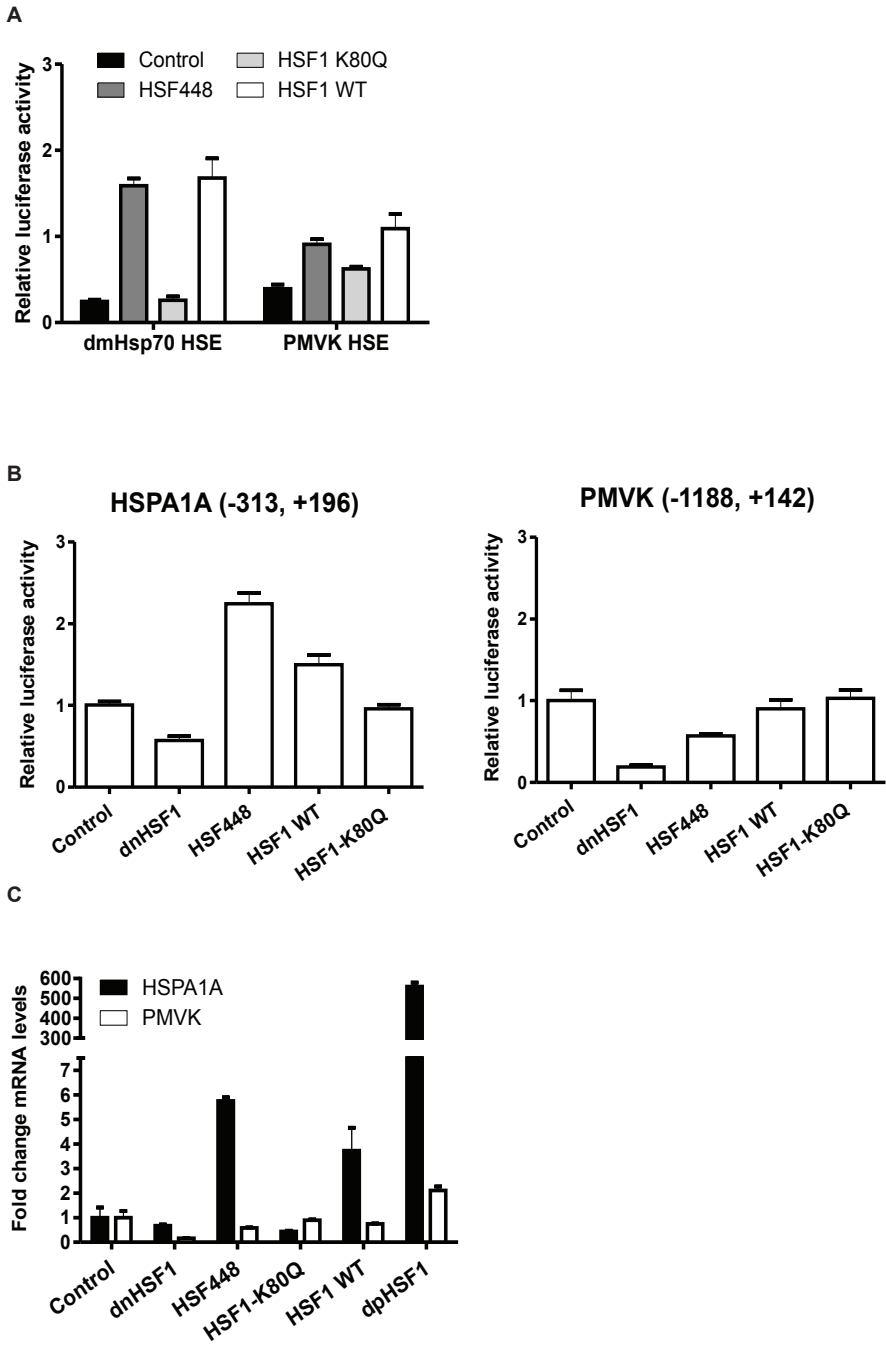 A
Relative luciferase activity
3
2
1
0
Control
HSF448
HSF1 K80Q
HSF1 WT
dmHsp70 HSE
PMVK HSE
B
HSPA1A (-313, +196)
Relative luciferase activity
3
2
1
0
Control
dnHSF1
HSF448
HSF1 WT
HSF1-K80Q
PMVK (-1188, +142)
Relative luciferase activity
3
2
1
0
Control
dnHSF1
HSF448
HSF1 WT
HSF1-K80Q
C
Fold change mRNA levels
600
500
400
300
7
6
5
4
3
2
1
0
HSPA1A
PMVK
Control
dnHSF1
HSF448
HSF1-K80Q
HSF1 WT
dpHSF1